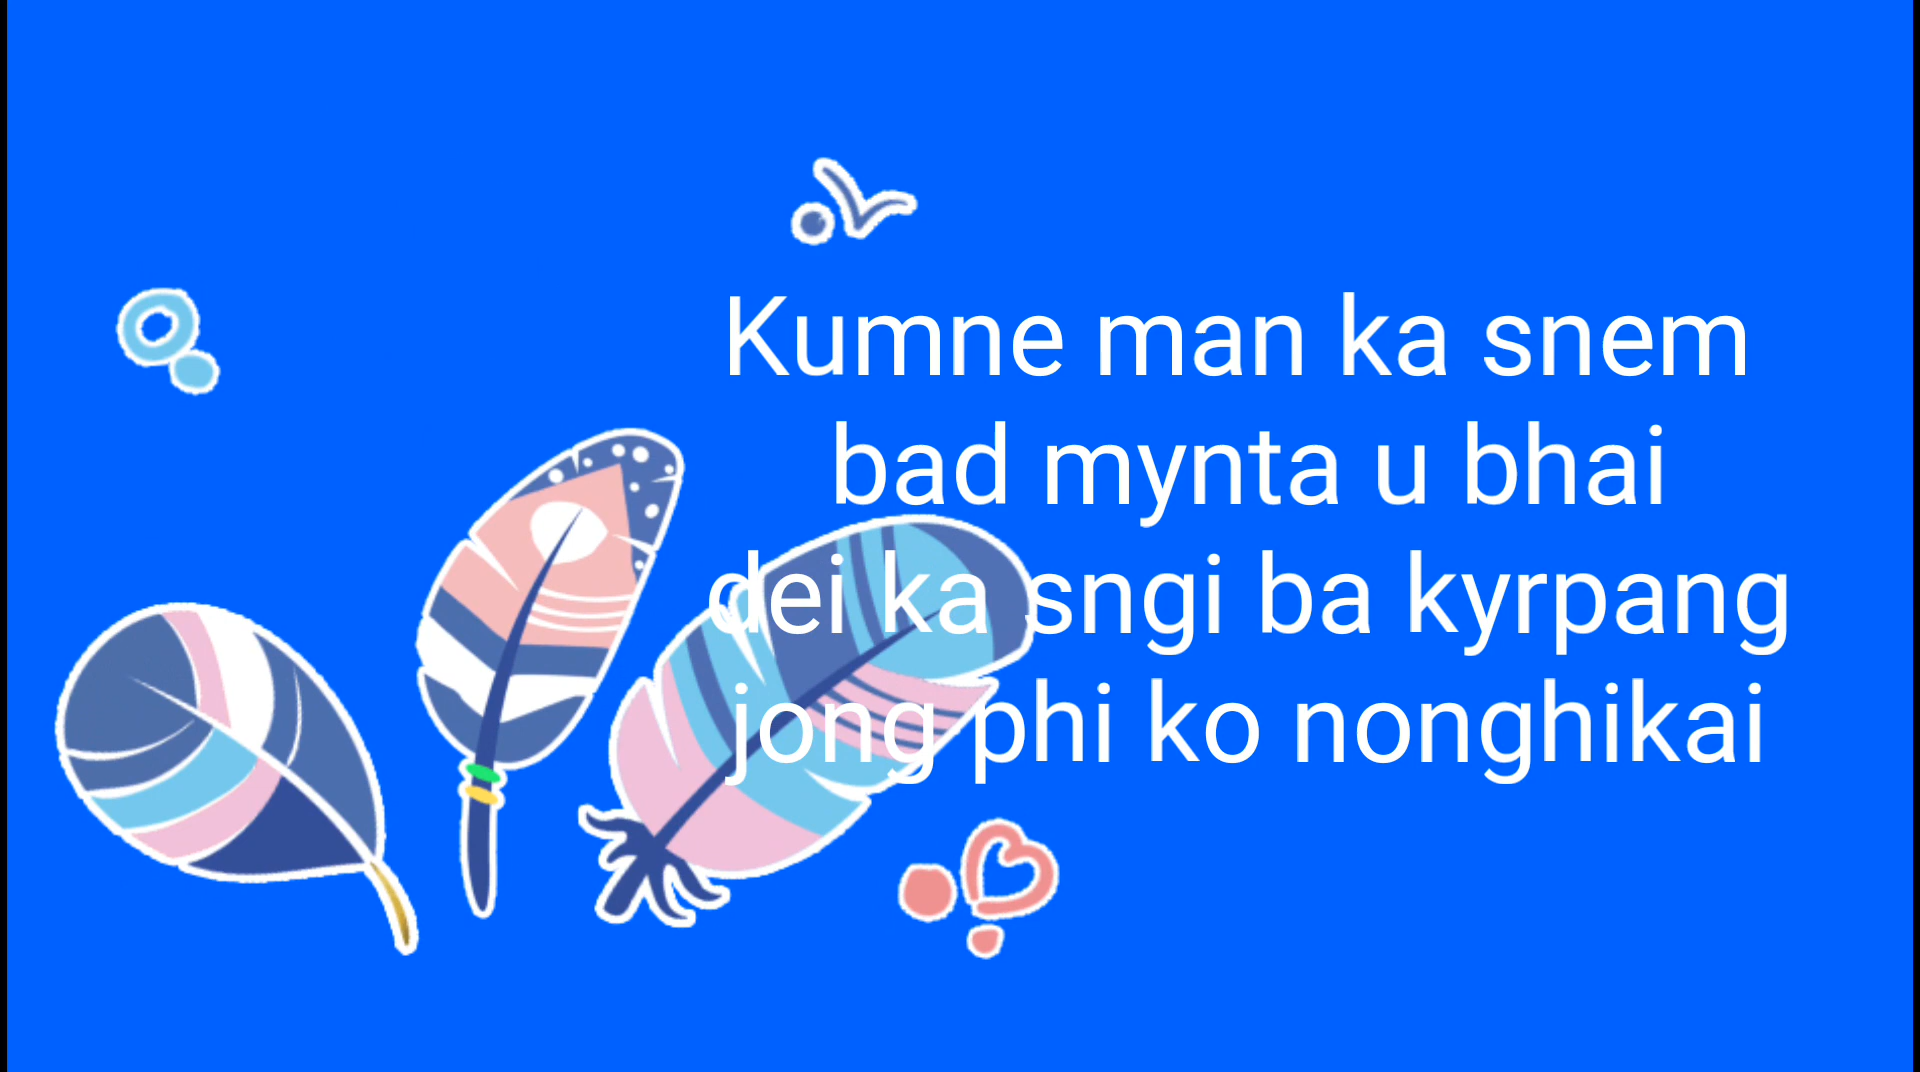 Kumne man ka snem
bad mynta u bhai
dei ka sngi ba kyrpang
jong phi ko nonghikai